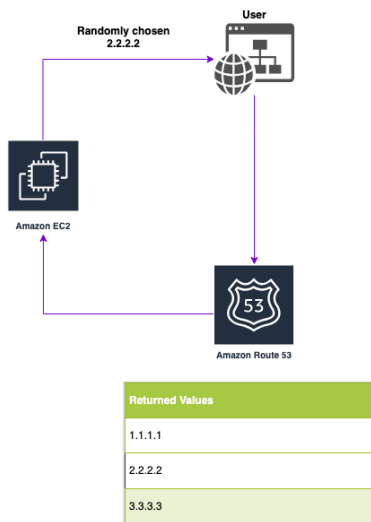 User
Randomly chosen
2.2.2.2
Amazon EC2
53
Amazon Route 53
Returned Values
1.1.1.1
2.2.2.2
3.3.3.3